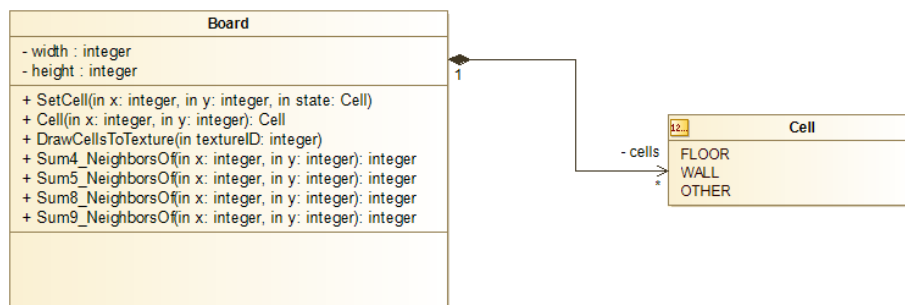 Board
- width : integer
- height : integer
+ SetCell(in x: integer, in y: integer, in state: Cell)
+ Cell(in x: integer, in y: integer): Cell
+ DrawCellsToTexture(in textureID: integer)
+ Sum4_NeighborsOf(in x: integer, in y: integer): integer
+ Sum5_NeighborsOf(in x: integer, in y: integer): integer
+ Sum8_NeighborsOf(in x: integer, in y: integer): integer
+ Sum9_NeighborsOf(in x: integer, in y: integer): integer
1
- cells
*
12...
Cell
FLOOR
WALL
OTHER